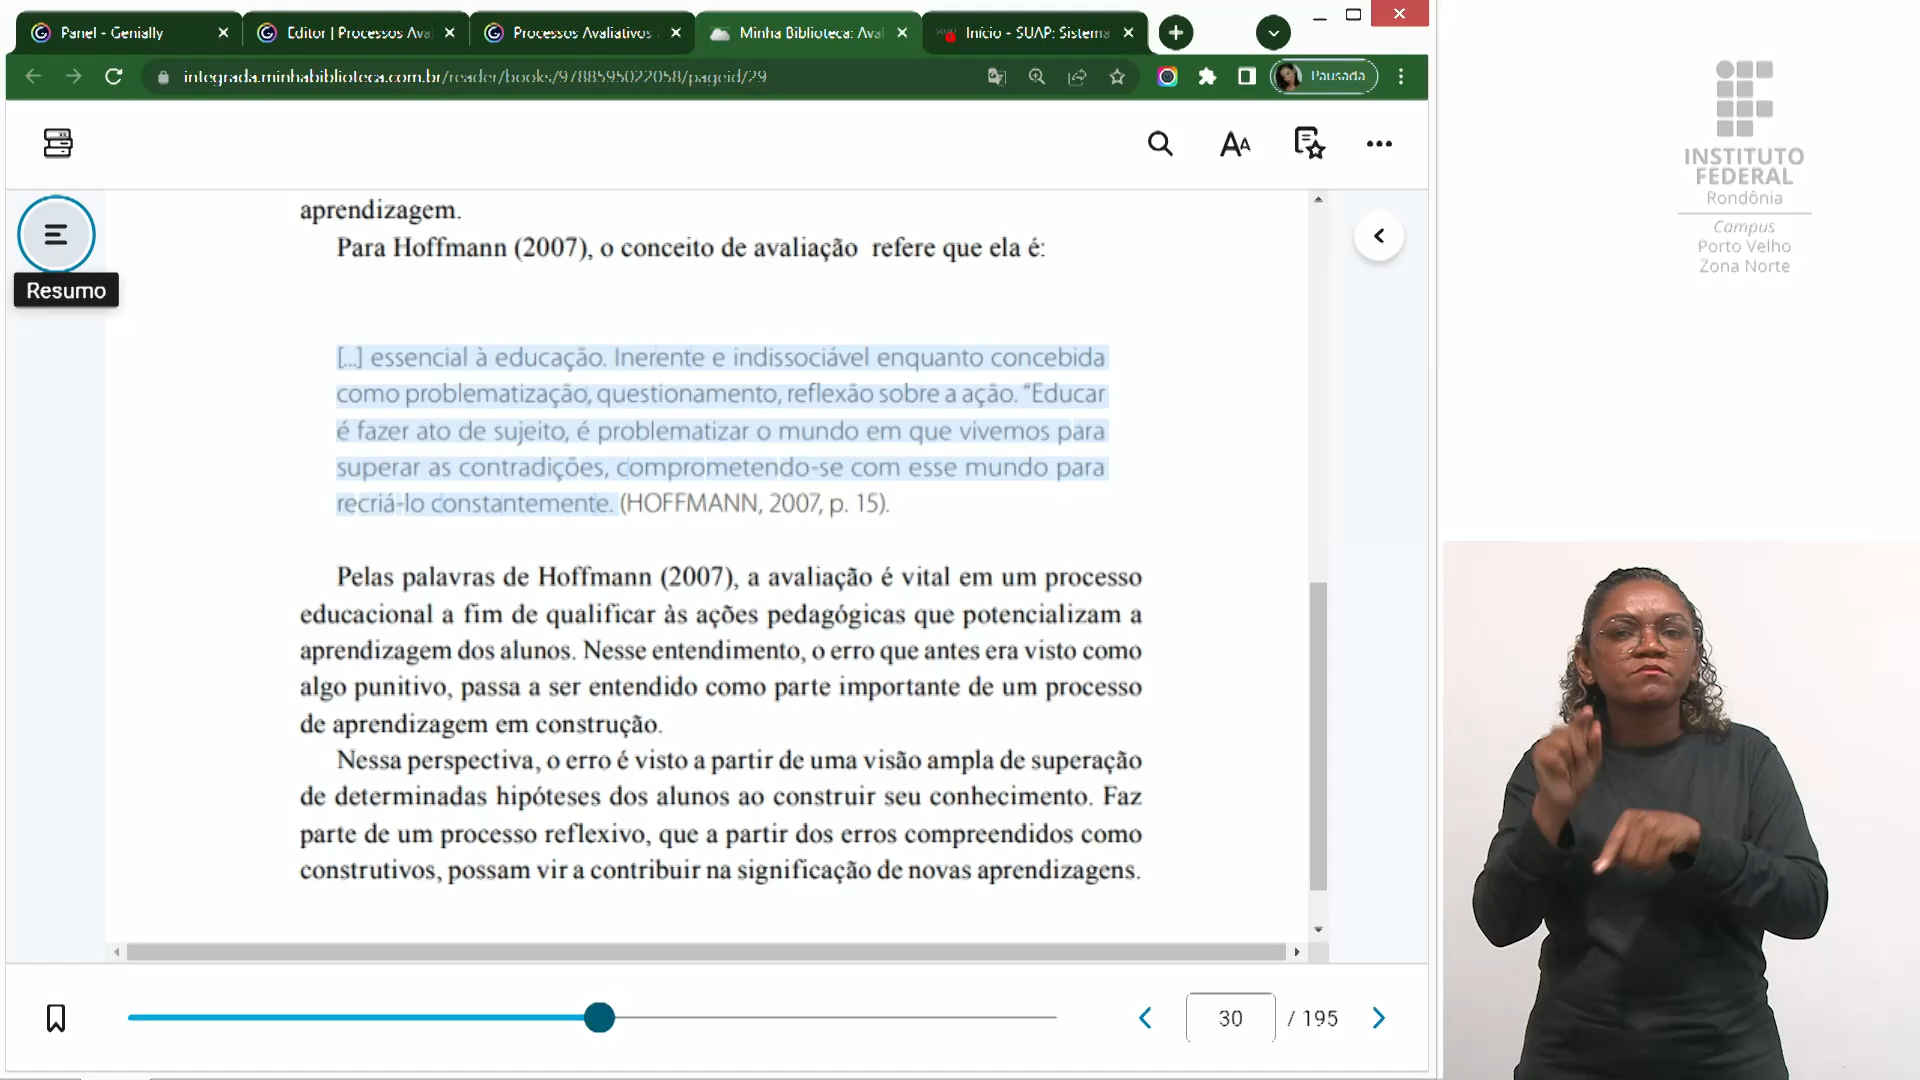 Panel - Genially
Editor | Processos Ava
Processos Avaliativos
Minha Biblioteca: Aval
Início - SUAP: Sistema
integrada.minhabiblioteca.com.br/reader/books/9788595022058/pageid/29
Pausada
INSTITUTO
FEDERAL
Rondônia
Campus
Porto Velho
Zona Norte
Resumo
aprendizagem.
Para Hoffmann (2007), o conceito de avaliação refere que ela é:
[...] essencial à educação. Inerente e indissociável enquanto concebida
como problematização, questionamento, reflexão sobre a ação. “Educar
é fazer ato de sujeito, é problematizar o mundo em que vivemos para
superar as contradições, comprometendo-se com esse mundo para
recriá-lo constantemente. (HOFFMANN, 2007, p. 15).
Pelas palavras de Hoffmann (2007), a avaliação é vital em um processo
educacional a fim de qualificar às ações pedagógicas que potencializam a
aprendizagem dos alunos. Nesse entendimento, o erro que antes era visto como
algo punitivo, passa a ser entendido como parte importante de um processo
de aprendizagem em construção.
Nessa perspectiva, o erro é visto a partir de uma visão ampla de superação
de determinadas hipóteses dos alunos ao construir seu conhecimento. Faz
parte de um processo reflexivo, que a partir dos erros compreendidos como
construtivos, possam vir a contribuir na significação de novas aprendizagens.
30 / 195